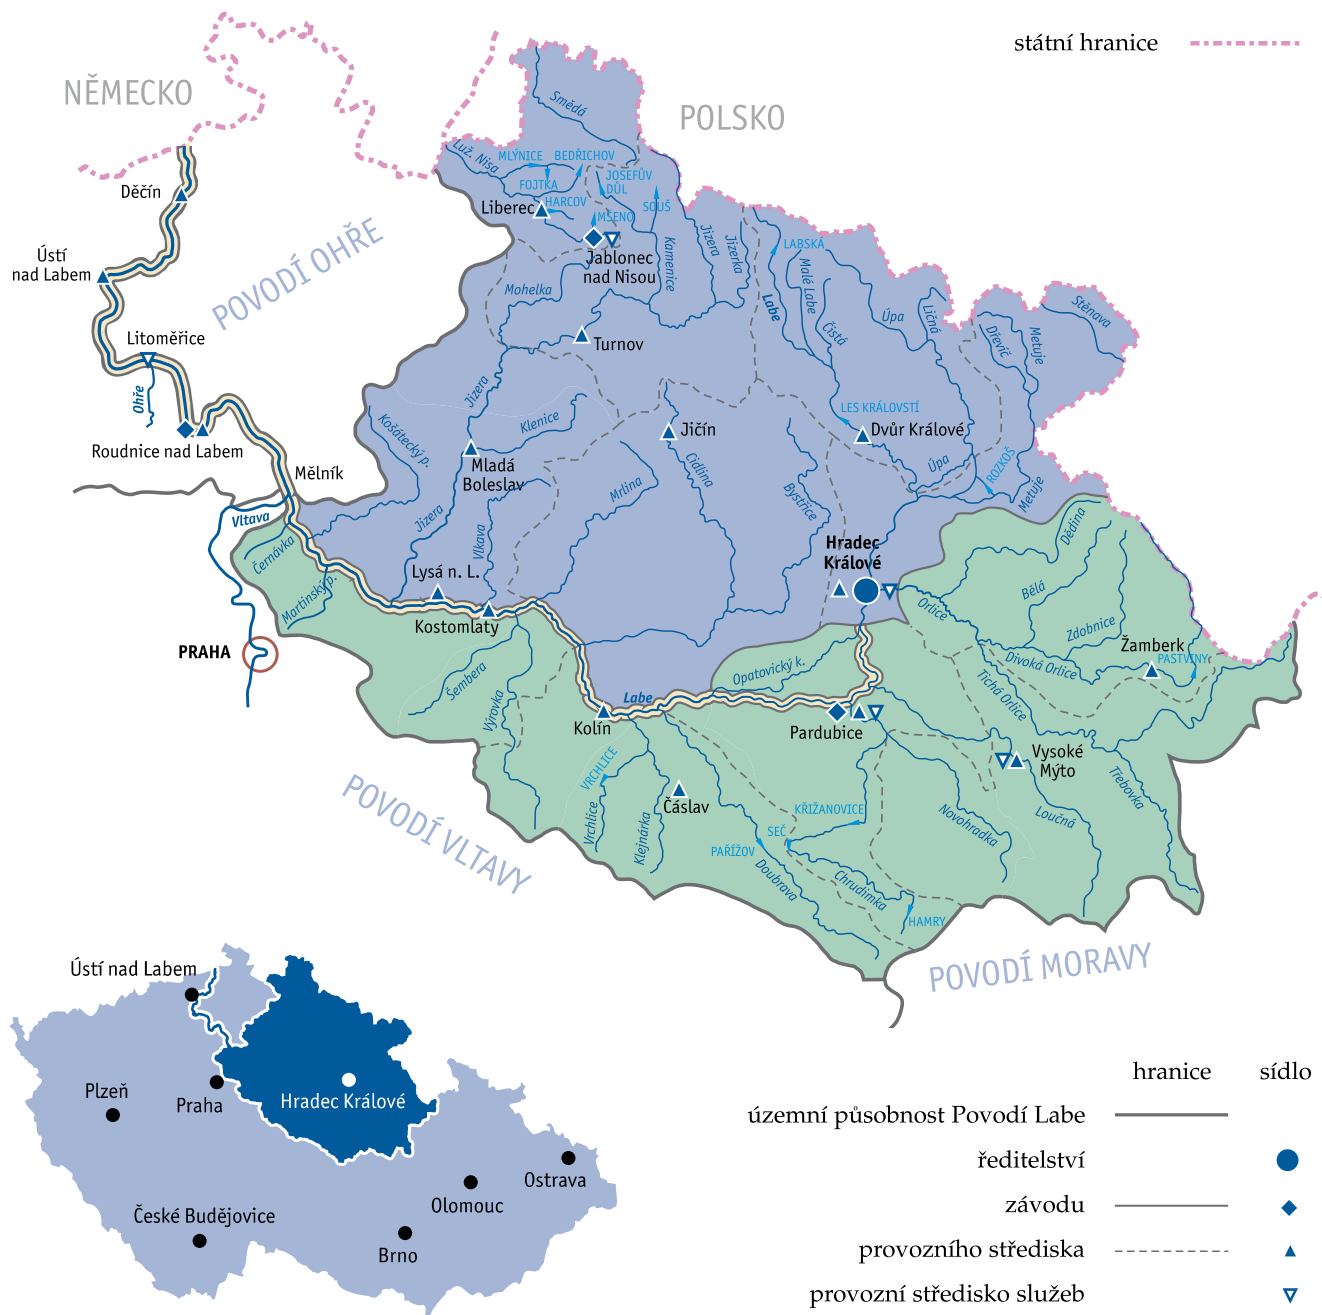 státní hranice
NĚMECKO
POLSKO
Smědá
Luž. Nisa
MLÝNICE
BEDŘICHOV
FOJTKA
JOSEFŮV
DŮL
HARCOV
SOUŠ
MŠENO
Děčín
Liberec
Jablonec
nad Nisou
Kamenice
Jizera
Jizerka
LABSKÁ
Malé Labe
Labe
Čistá
Úpa
Ličná
Dřevíč
Metuje
Stěnava
POVODÍ OHŘE
Ústí
nad Labem
Mohelka
Litoměřice
Turnov
Ohře
Jizera
Košátecký p.
Klenice
Jičín
LES KRÁLOVSTÍ
Dvůr Králové
Roudnice nad Labem
Mladá
Boleslav
Cidlina
Úpa
ROZKOŠ
Mělník
Mrlina
Bystřice
Metuje
Vltava
Jizera
Vlkava
Dědina
Černávka
Hradec
Králové
Martinský p.
Lysá n. L.
Bělá
Kostomlaty
Orlice
Zdobnice
PRAHA
Žamberk
PASTVINY
Divoká Orlice
Opatovický k.
Šembera
Tichá Orlice
Výrovka
Labe
Kolín
Pardubice
Vysoké
Mýto
VRCHLICE
Třebovka
POVODÍ VLTAVY
Čáslav
KŘIŽANOVICE
Novohradka
Loučná
Vrchlice
Klejnárka
SEČ
PAŘÍŽOV
Doubrava
Chrudimka
HAMRY
POVODÍ MORAVY
Ústí nad Labem
Plzeň
Praha
Hradec Králové
Ostrava
Olomouc
České Budějovice
Brno
hranice
sídlo
územní působnost Povodí Labe
ředitelství
závodu
provozního střediska
provozní středisko služeb